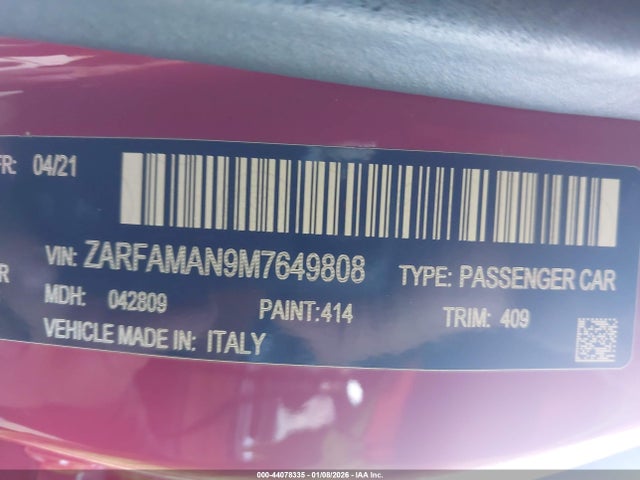 FR: 04/21
VIN: ZARFAMAN9M7649808 TYPE: PASSENGER CAR
R MDH: 042809 PAINT:414 TRIM: 409
VEHICLE MADE IN: ITALY
000-44078335 - 01/08/2026 - IAA Inc.